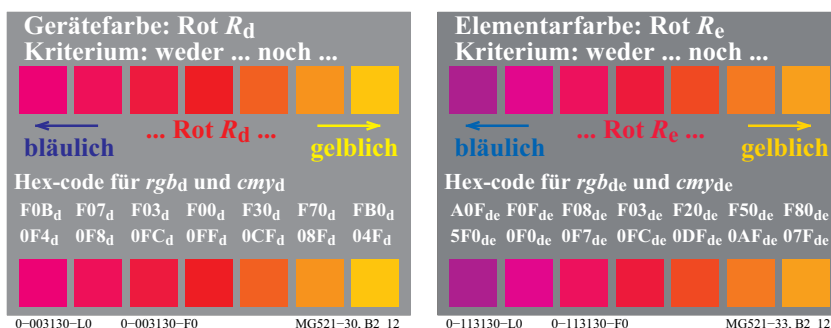 Gerätefarbe: Rot Rd
Kriterium: weder ... noch ...
... Rot Rd ...
bläulich gelblich
Hex-code für rgbd und cmyd
F0Bd F07d F03d F00d F30d F70d FB0d
0F4d 0F8d 0FCd 0FFd 0CFd 08Fd 04Fd
0−003130−L0 0−003130−F0 MG521−30, B2_12
Elementarfarbe: Rot Re
Kriterium: weder ... noch ...
... Rot Re ...
bläulich gelblich
Hex-code für rgbde und cmyde
A0Fde F0Fde F08de F03de F20de F50de F80de
5F0de 0F0de 0F7de 0FCde 0DFde 0AFde 07Fde
0−113130−L0 0−113130−F0 MG521−33, B2_12